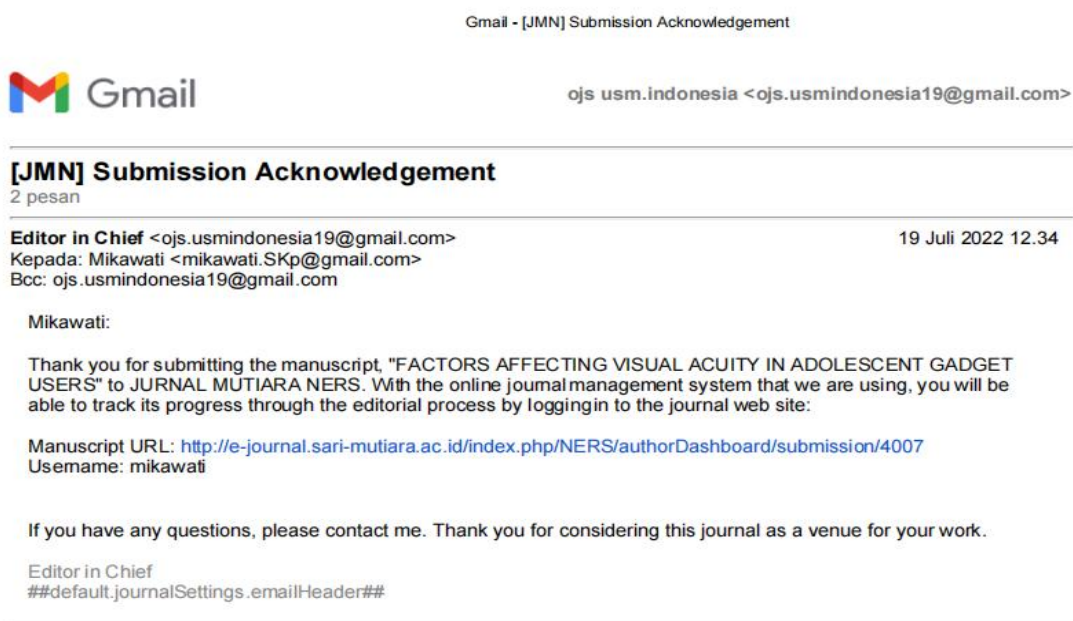 Gmail - [JMN] Submission Acknowledgement
Gmail
ojs usm.indonesia <ojs.usmindonesia19@gmail.com>
[JMN] Submission Acknowledgement
2 pesan
Editor in Chief <ojs.usmindonesia19@gmail.com>
19 Juli 2022 12.34
Kepada: Mikawati <mikawati.SKp@gmail.com>
Bcc: ojs.usmindonesia19@gmail.com
Mikawati:
Thank you for submitting the manuscript, "FACTORS AFFECTING VISUAL ACUITY IN ADOLESCENT GADGET
USERS" to JURNAL MUTIARA NERS. With the online journal management system that we are using, you will be
able to track its progress through the editorial process by loggingin to the journal web site:
Manuscript URL: http://e-journal.sari-mutiara.ac.id/index.php/NERS/authorDashboard/submission/4007
Username: mikawati
If you have any questions, please contact me. Thank you for considering this journal as a venue for your work.
Editor in Chief
##default.journalSettings.emailHeader##